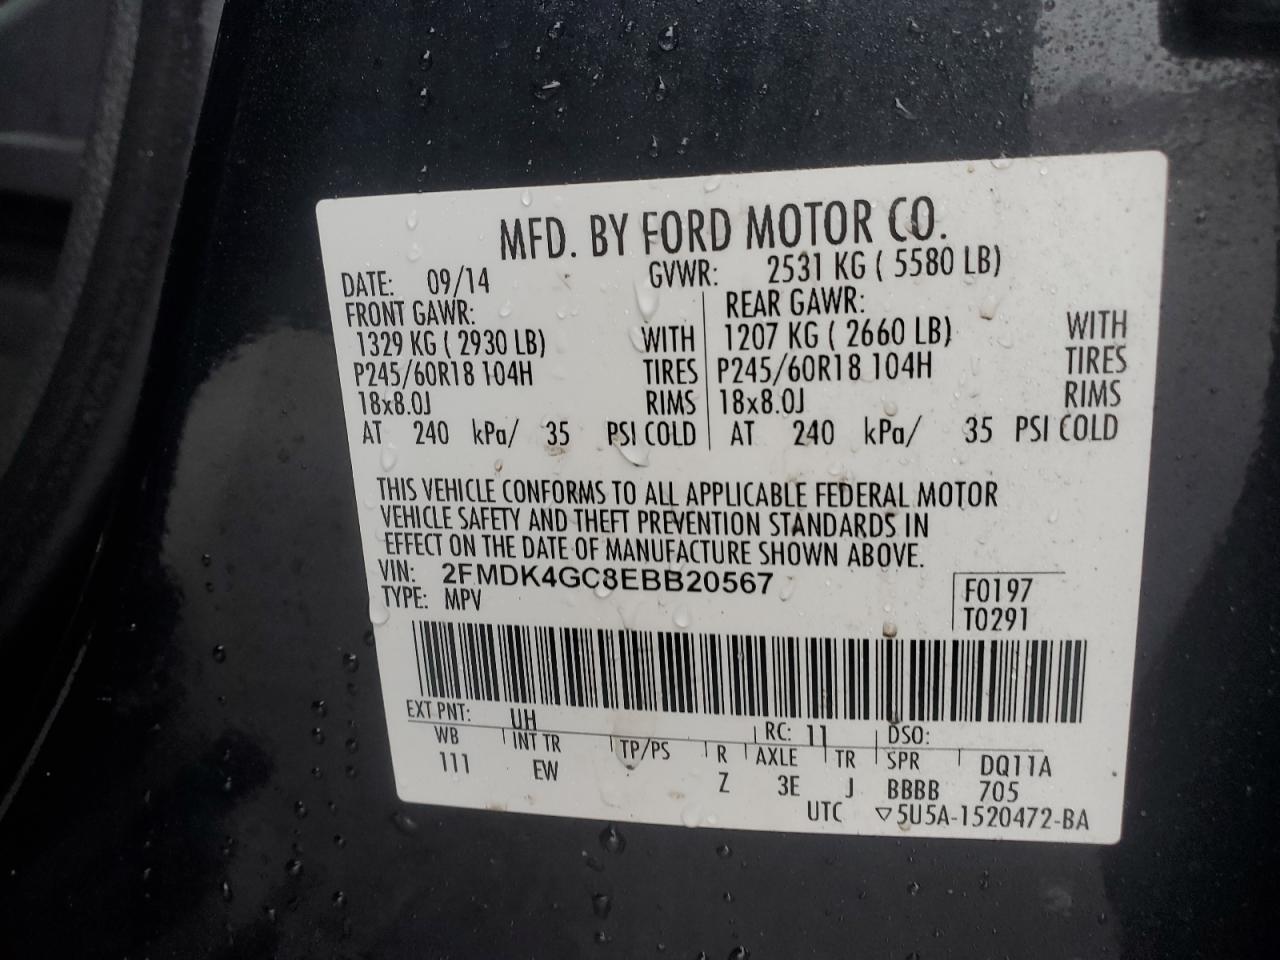 MFD. BY FORD MOTOR CO.
DATE: 09/14 GVWR: 2531 KG ( 5580 LB)
FRONT GAWR: REAR GAWR:
1329 KG ( 2930 LB) WITH 1207 KG ( 2660 LB) WITH
P245/60R18 104H TIRES P245/60R18 104H TIRES
18x8.0J RIMS 18x8.0J RIMS
AT 240 kPa/ 35 PSI COLD AT 240 kPa/ 35 PSI COLD
THIS VEHICLE CONFORMS TO ALL APPLICABLE FEDERAL MOTOR
VEHICLE SAFETY AND THEFT PREVENTION STANDARDS IN
EFFECT ON THE DATE OF MANUFACTURE SHOWN ABOVE.
VIN: 2FMDK4GC8EBB20567 F0197
TYPE: MPV T0291
EXT PNT: UH RC: 11 DSO:
WB INT TR TP/PS R AXLE TR SPR DQ11A
111 EW Z 3E J BBBB 705
UTC ▽5U5A-1520472-BA